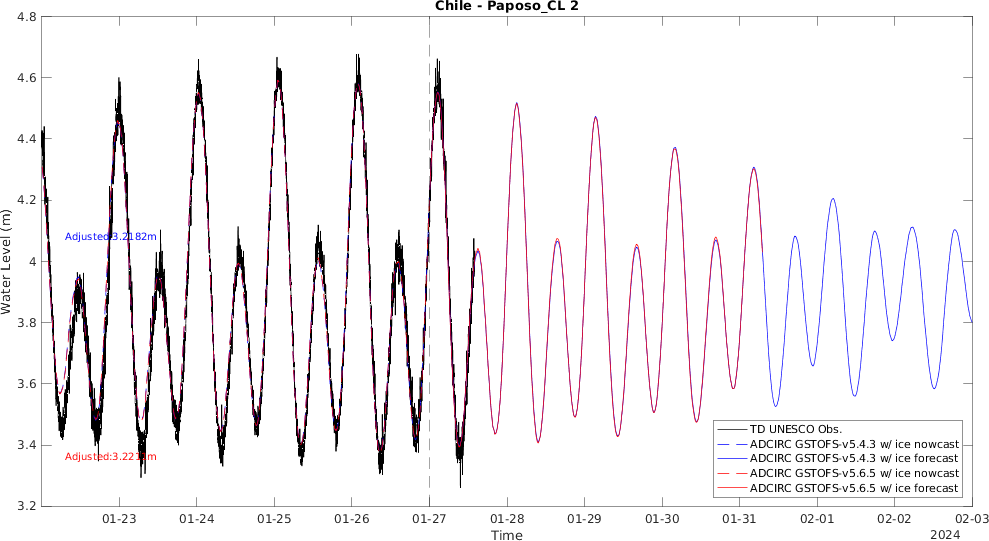 Chile - Paposo_CL 2
4.8
4.6
4.4
4.2
4
3.8
3.6
3.4
3.2
Water Level (m)
Adjusted:3.2182m
TD UNESCO Obs.
ADCIRC GSTOFS-v5.4.3 w/ ice nowcast
ADCIRC GSTOFS-v5.4.3 w/ ice forecast
ADCIRC GSTOFS-v5.6.5 w/ ice nowcast
ADCIRC GSTOFS-v5.6.5 w/ ice forecast
01-23
01-24
01-25
01-26
01-27
01-28
01-29
01-30
01-31
02-01
02-02
02-03
Time
2024